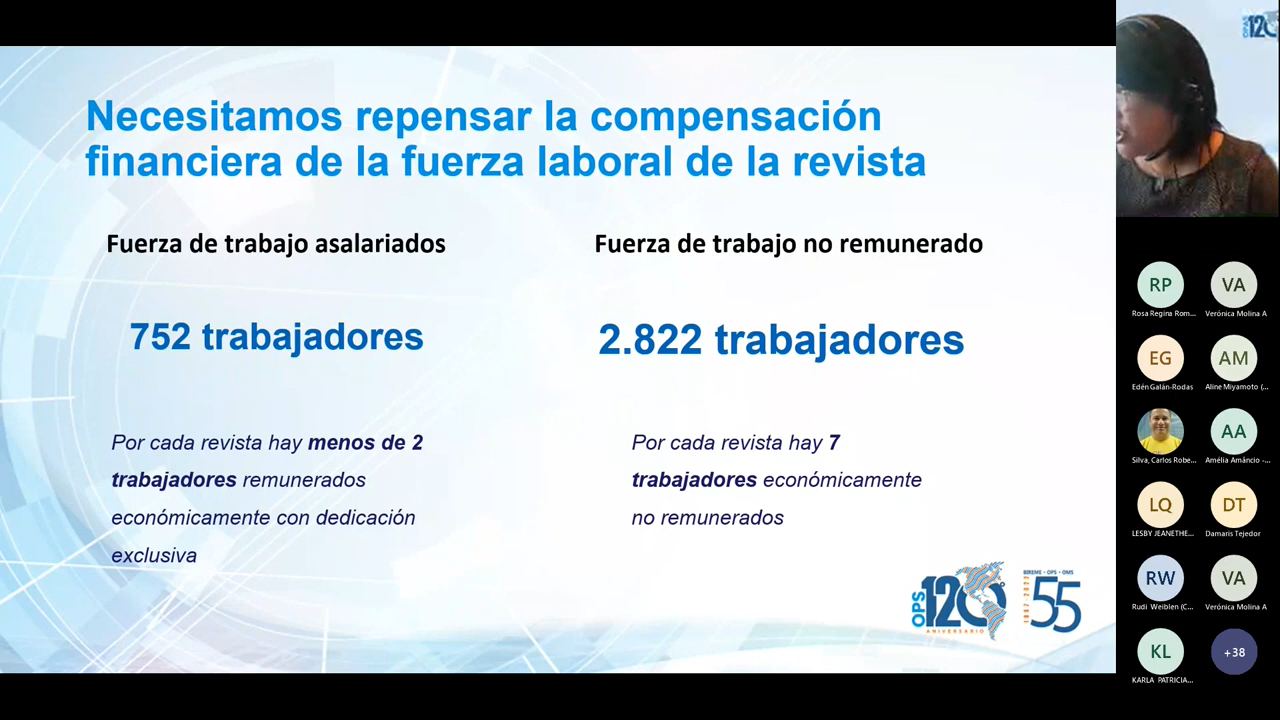 Necesitamos repensar la compensación
financiera de la fuerza laboral de la revista
Fuerza de trabajo asalariados
752 trabajadores
Por cada revista hay menos de 2
trabajadores remunerados
económicamente con dedicación
exclusiva
Fuerza de trabajo no remunerado
2.822 trabajadores
Por cada revista hay 7
trabajadores económicamente
no remunerados
OPS
120
ANIVERSARIO
BIREME • OPS • OMS
55
120
RP
Rosa Regina Rom...
VA
Verónica Molina A
EG
Edén Galán-Rodas
AM
Aline Miyamoto (...
Silva, Carlos Robe...
AA
Amélia Amâncio -...
LQ
LESBY JEANETHE...
DT
Damaris Tejedor
RW
Rudi Weiblen (C...
VA
Verónica Molina A
KL
KARLA PATRICIA...
+38